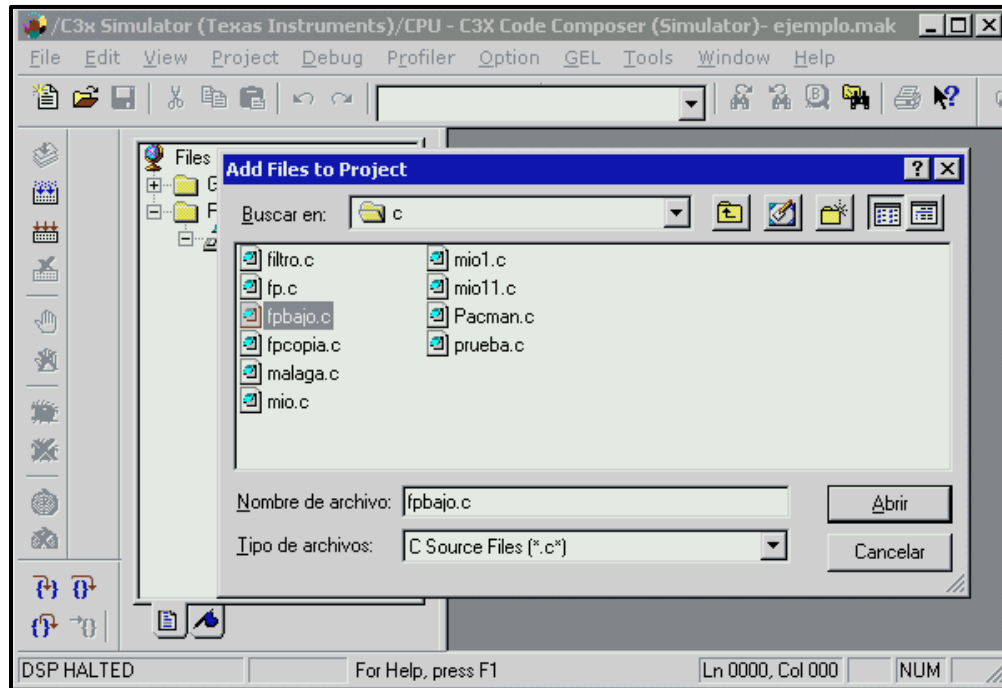 /C3x Simulator (Texas Instruments)/CPU - C3X Code Composer (Simulator)- ejemplo.mak
File Edit View Project Debug Profiler Option GEL Tools Window Help
Files
Add Files to Project
Buscar en: c
filtro.c
fp.c
fpbajo.c
fpcopia.c
malaga.c
mio.c
mio1.c
mio11.c
Pacman.c
prueba.c
Nombre de archivo: fpbajo.c
Abrir
Tipo de archivos: C Source Files (*.c*)
Cancelar
DSP HALTED For Help, press F1 Ln 0000, Col 000 NUM